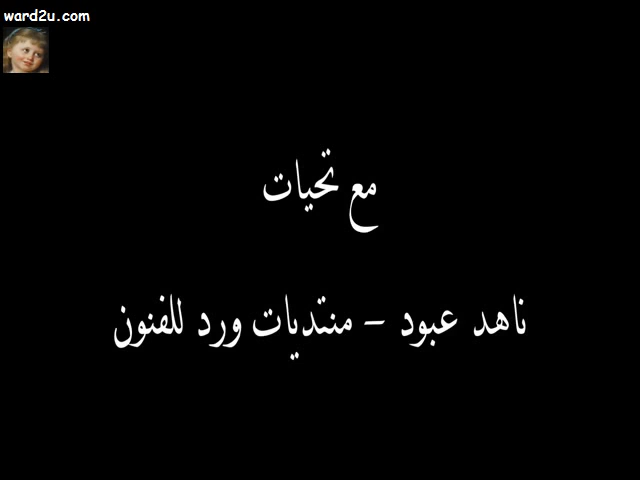 ward2u.com
مع تحيات
ناهد عبود - منتديات ورد للفنون